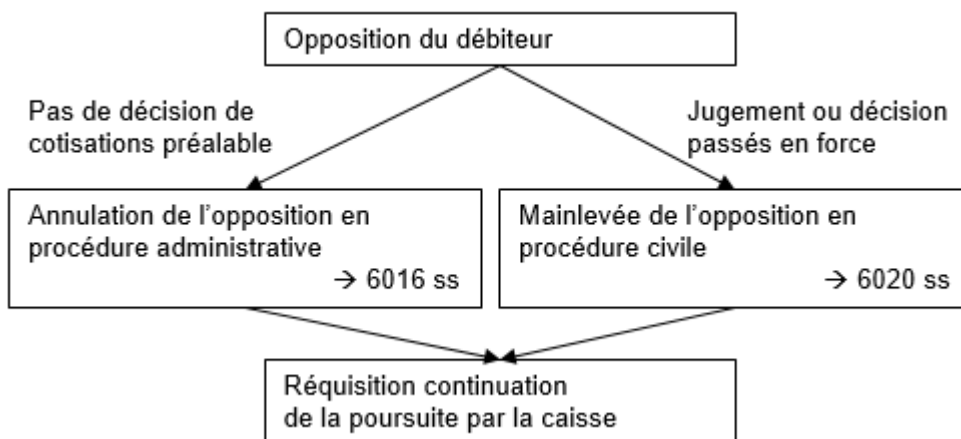 Opposition du débiteur
Pas de décision de
cotisations préalable
Jugement ou décision
passés en force
Annulation de l'opposition en
procédure administrative
→ 6016 ss
Mainlevée de l'opposition en
procédure civile
→ 6020 ss
Réquisition continuation
de la poursuite par la caisse